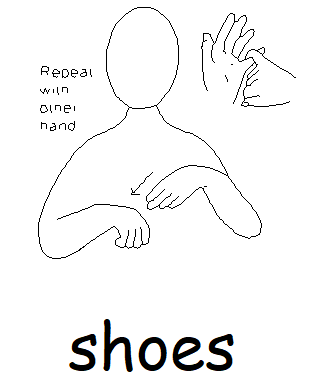 Repeat
with
other
hand
shoes